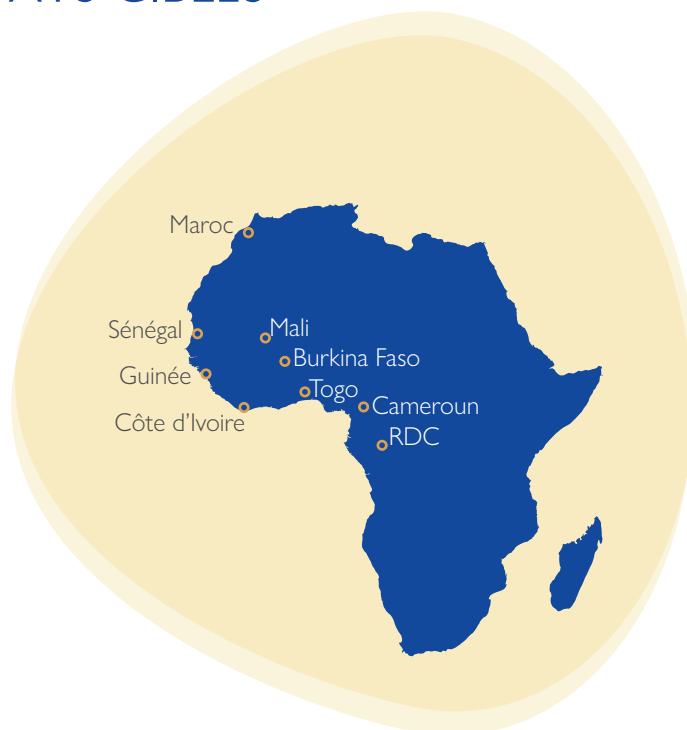 Maroc
Sénégal
Mali
Burkina Faso
Guinée
Togo
Cameroun
Côte d'Ivoire
RDC